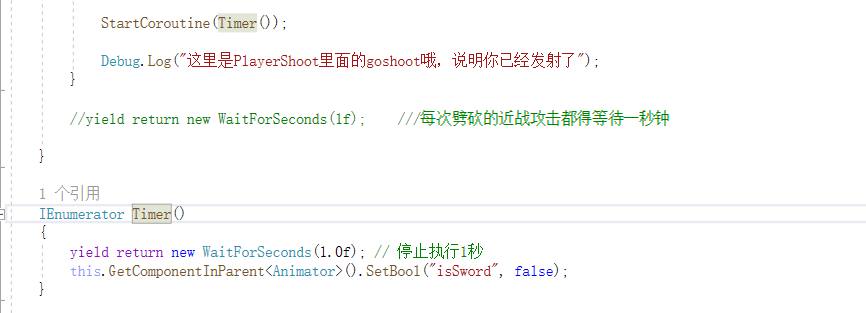 StartCoroutine(Timer());
Debug.Log("这里是PlayerShoot里面的goshoot哦，说明你已经发射了");
}
//yield return new WaitForSeconds(1f);    ///每次劈砍的近战攻击都得等待一秒钟
}
1 个引用
IEnumerator Timer()
{
yield return new WaitForSeconds(1.0f); // 停止执行1秒
this.GetComponentInParent<Animator>().SetBool("isSword", false);
}